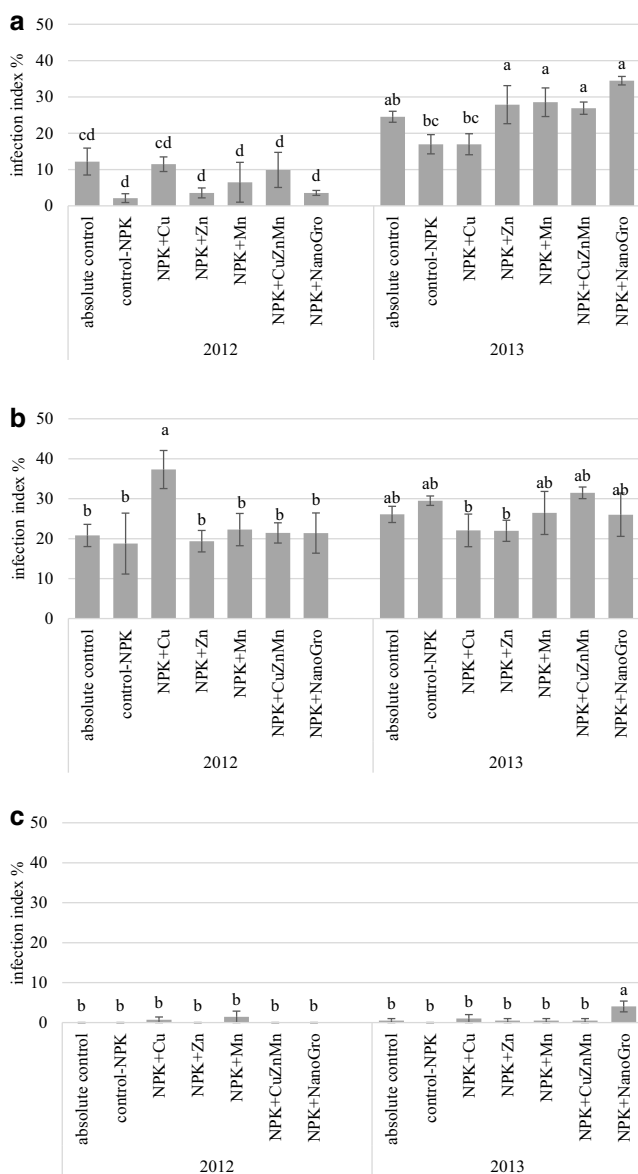 a
infection index %
50
40
30
20
10
0
cd d cd d d d d ab bc bc a a a a
absolute control
control-NPK
NPK+Cu
NPK+Zn
NPK+Mn
NPK+CuZnMn
NPK+NanoGro
absolute control
control-NPK
NPK+Cu
NPK+Zn
NPK+Mn
NPK+CuZnMn
NPK+NanoGro
2012 2013
b
infection index %
50
40
30
20
10
0
b b a b b b b ab ab b b ab ab ab
absolute control
control-NPK
NPK+Cu
NPK+Zn
NPK+Mn
NPK+CuZnMn
NPK+NanoGro
absolute control
control-NPK
NPK+Cu
NPK+Zn
NPK+Mn
NPK+CuZnMn
NPK+NanoGro
2012 2013
c
infection index %
50
40
30
20
10
0
b b b b b b b b b b b b b a
absolute control
control-NPK
NPK+Cu
NPK+Zn
NPK+Mn
NPK+CuZnMn
NPK+NanoGro
absolute control
control-NPK
NPK+Cu
NPK+Zn
NPK+Mn
NPK+CuZnMn
NPK+NanoGro
2012 2013